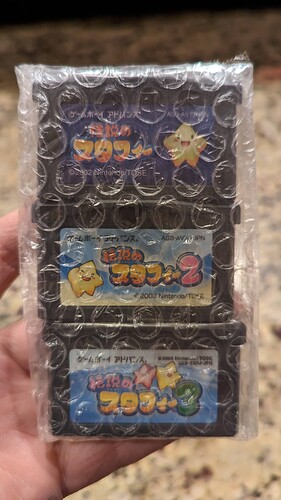 ゲームボーイ アドバンス
伝説の
スタフィー
©2002 Nintendo/TOSE
ゲームボーイ アドバンス
伝説の
スタフィー2
©2003 Nintendo/TOSE
ゲームボーイ アドバンス
伝説の
スタフィー3